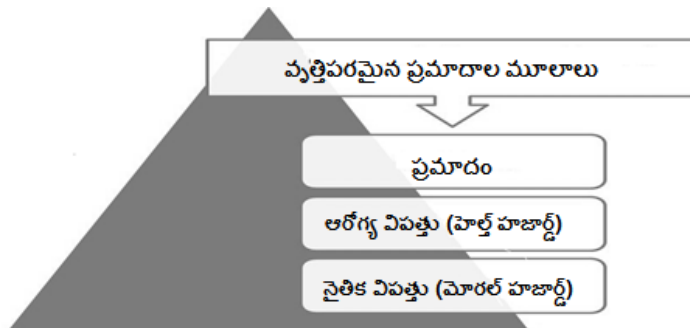 వృత్తిపరమైన ప్రమాదాల మూలాలు
ప్రమాదం
ఆరోగ్య విపత్తు (హెల్త్ హజార్డ్)
నైతిక విపత్తు (మోరల్ హజార్డ్)